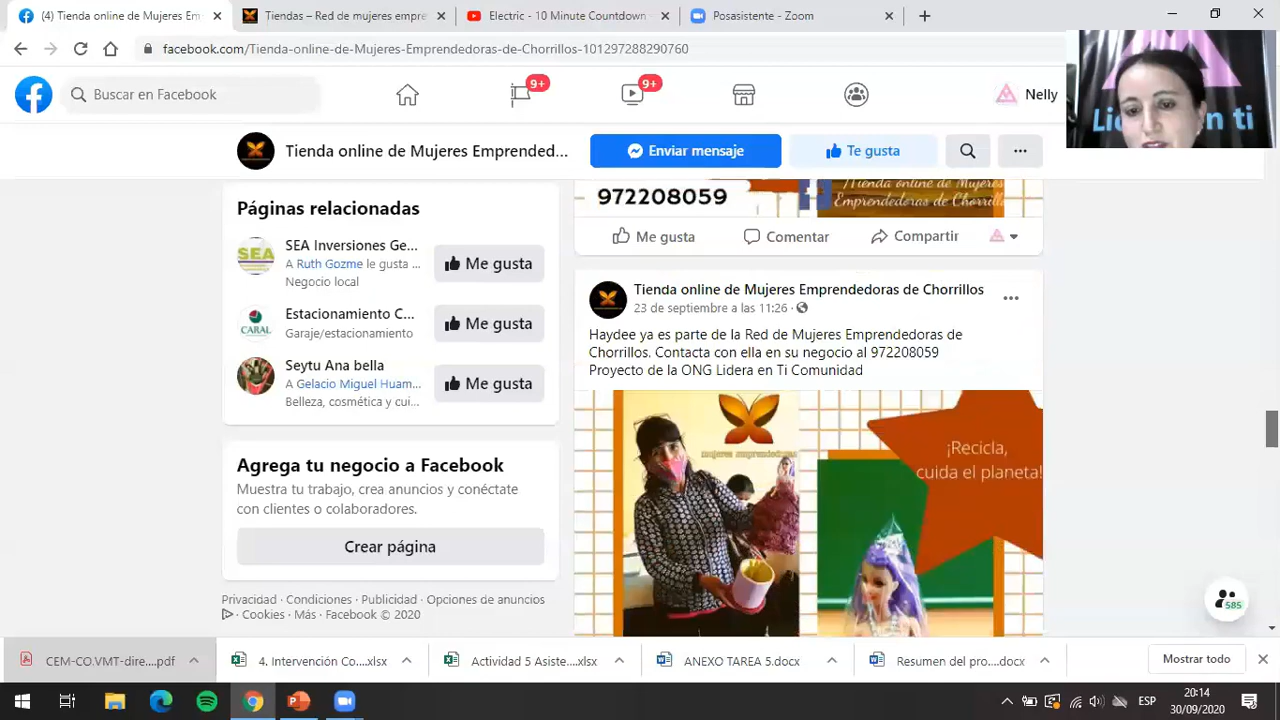 (4) Tienda online de Mujeres Em
Tiendas – Red de mujeres empre
Electric - 10 Minute Countdown
Posasistente - Zoom
facebook.com/Tienda-online-de-Mujeres-Emprendedoras-de-Chorrillos-101297288290760
Buscar en Facebook
9+
9+
Nelly
Tienda online de Mujeres Emprended...
Enviar mensaje
Te gusta
Páginas relacionadas
SEA Inversiones Ge...
A Ruth Gozme le gusta
Negocio local
Me gusta
Estacionamiento C...
Garaje/estacionamiento
Me gusta
CARAL
Seytu Ana bella
A Gelacio Miguel Huam...
Belleza, cosmética y cui...
Me gusta
Agrega tu negocio a Facebook
Muestra tu trabajo, crea anuncios y conéctate
con clientes o colaboradores.
Crear página
Privacidad · Condiciones · Publicidad · Opciones de anuncios
· Cookies · Más · Facebook © 2020
972208059
/Tienda online de Mujeres
Emprendedoras de Chorrillos
Me gusta
Comentar
Compartir
Tienda online de Mujeres Emprendedoras de Chorrillos
23 de septiembre a las 11:26 ·
Haydee ya es parte de la Red de Mujeres Emprendedoras de
Chorrillos. Contacta con ella en su negocio al 972208059
Proyecto de la ONG Lidera en Ti Comunidad
mujeres emprendedoras
¡Recicla,
cuida el planeta!
585
CEM-CO.VMT-dire....pdf
4. Intervención Co....xlsx
Actividad 5 Asiste....xlsx
ANEXO TAREA 5.docx
Resumen del pro....docx
Mostrar todo
ESP
20:14
30/09/2020